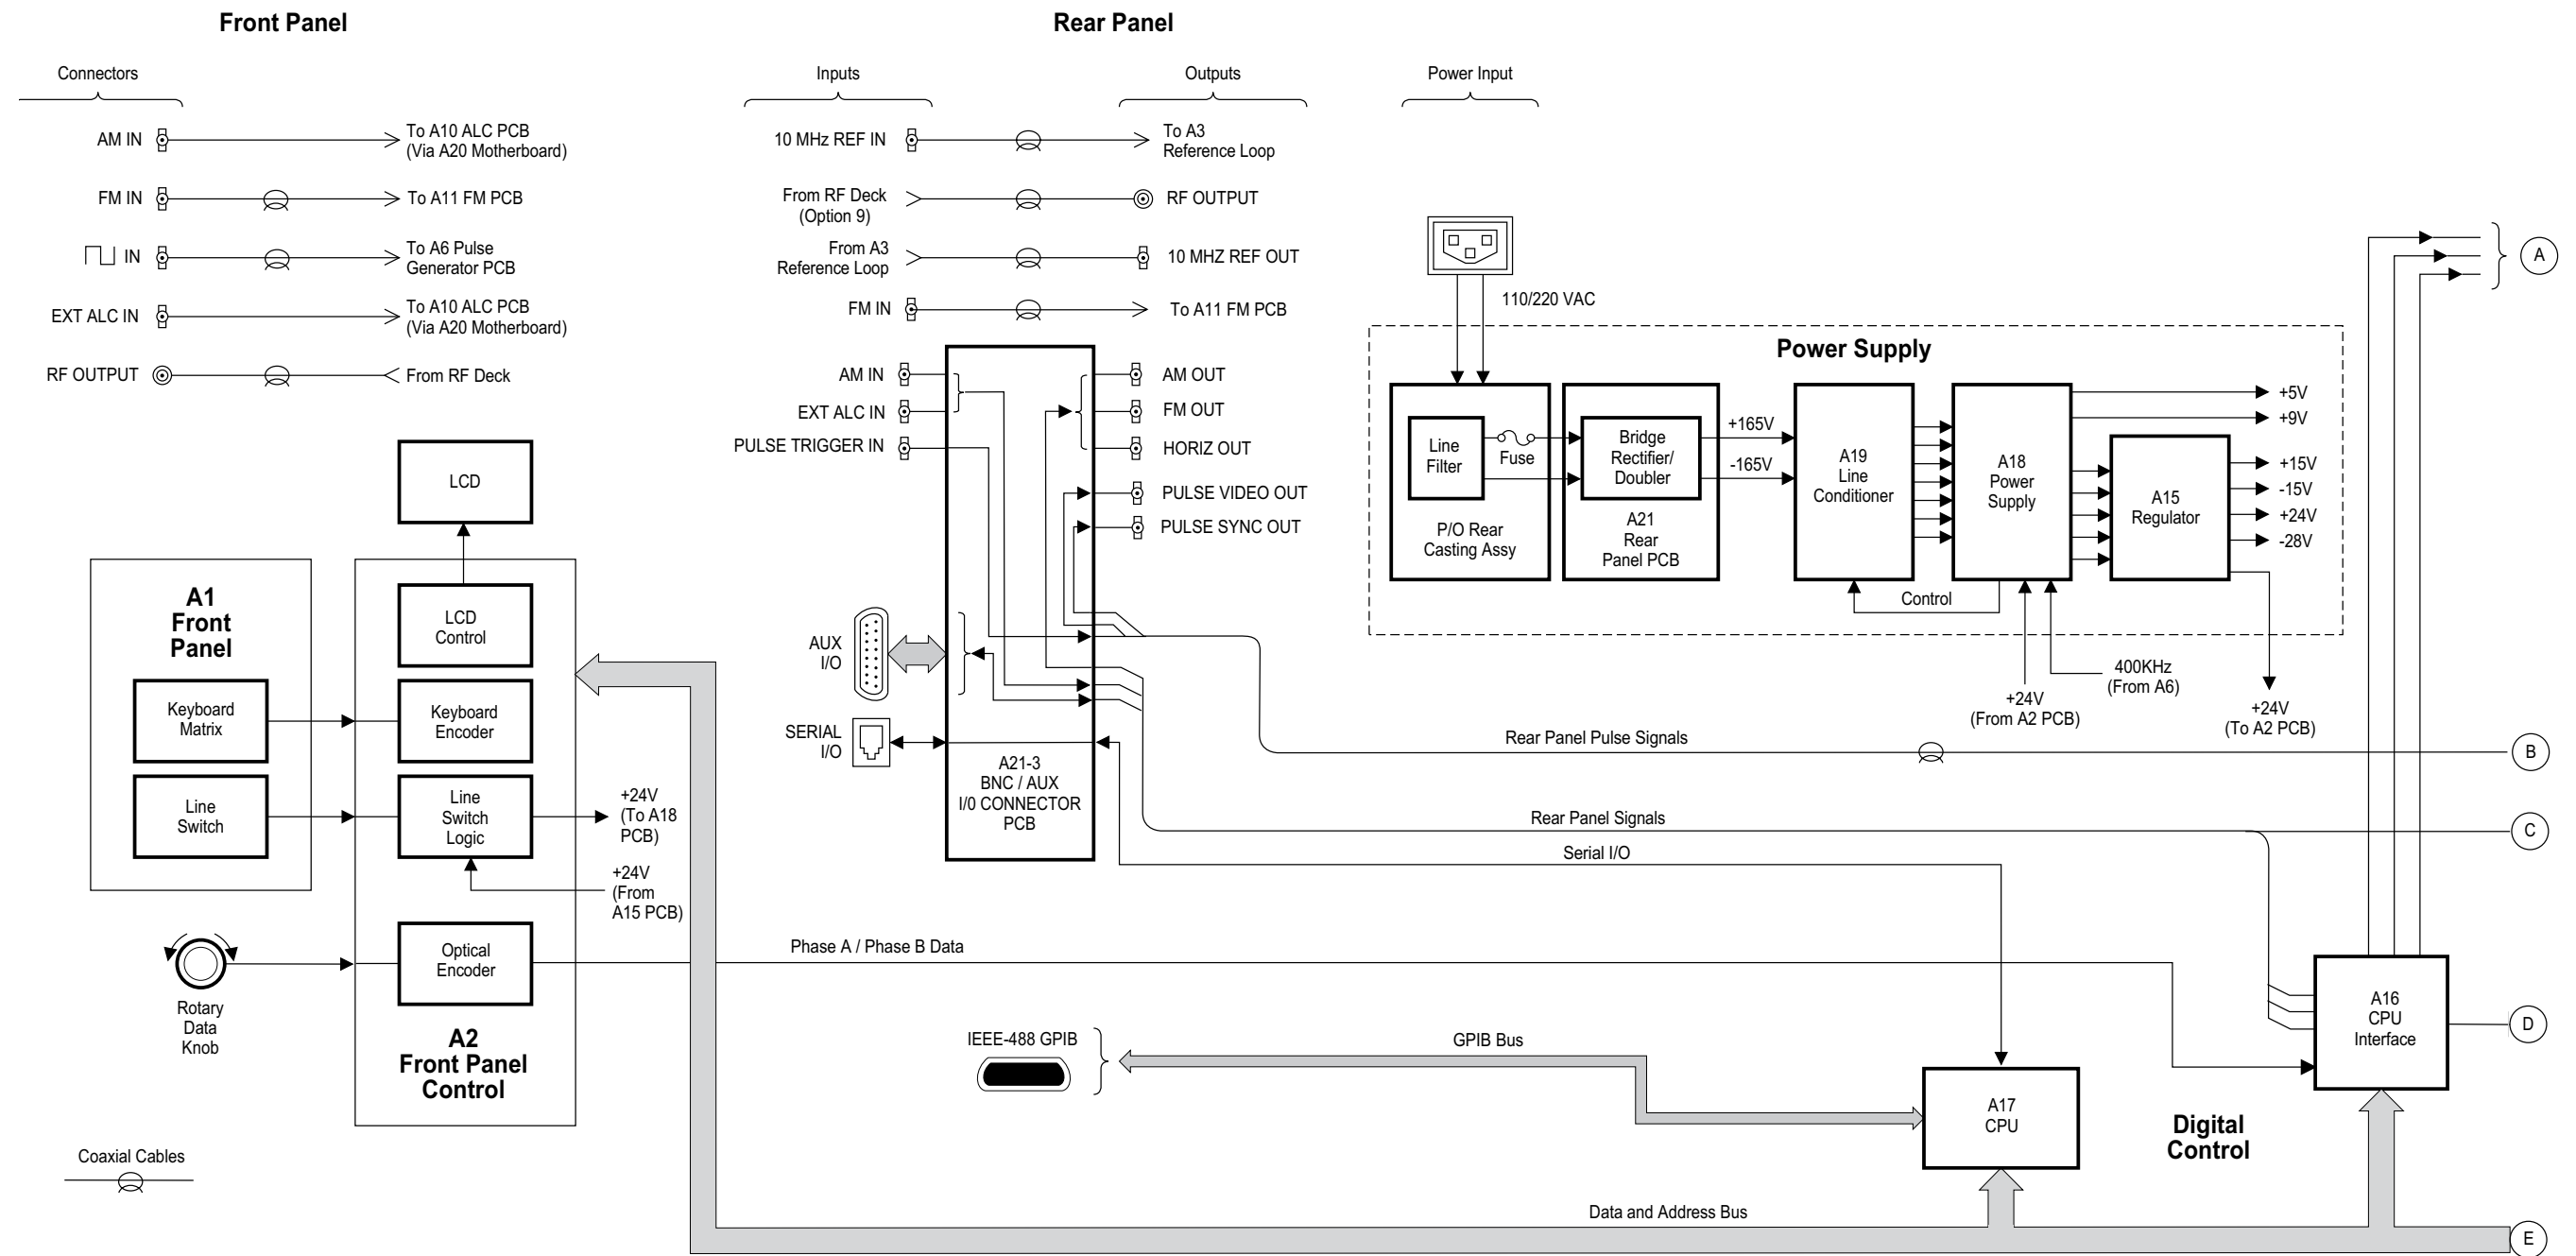 Front Panel
Rear Panel
Connectors
Inputs
Outputs
Power Input
AM IN
To A10 ALC PCB
(Via A20 Motherboard)
FM IN
To A11 FM PCB
IN
To A6 Pulse
Generator PCB
EXT ALC IN
To A10 ALC PCB
(Via A20 Motherboard)
RF OUTPUT
From RF Deck
10 MHz REF IN
To A3
Reference Loop
From RF Deck
(Option 9)
RF OUTPUT
From A3
Reference Loop
10 MHZ REF OUT
FM IN
To A11 FM PCB
AM IN
EXT ALC IN
PULSE TRIGGER IN
AM OUT
FM OUT
HORIZ OUT
PULSE VIDEO OUT
PULSE SYNC OUT
AUX
I/O
SERIAL
I/O
A21-3
BNC / AUX
I/0 CONNECTOR
PCB
110/220 VAC
Power Supply
Line
Filter
Fuse
P/O Rear
Casting Assy
Bridge
Rectifier/
Doubler
A21
Rear
Panel PCB
+165V
-165V
A19
Line
Conditioner
A18
Power
Supply
A15
Regulator
+5V
+9V
+15V
-15V
+24V
-28V
Control
400KHz
(From A6)
+24V
(From A2 PCB)
+24V
(To A2 PCB)
A
LCD
A1
Front
Panel
LCD
Control
Keyboard
Matrix
Keyboard
Encoder
Line
Switch
Line
Switch
Logic
+24V
(To A18
PCB)
+24V
(From
A15 PCB)
Optical
Encoder
Rotary
Data
Knob
A2
Front Panel
Control
Coaxial Cables
Rear Panel Pulse Signals
B
Rear Panel Signals
C
Serial I/O
Phase A / Phase B Data
IEEE-488 GPIB
GPIB Bus
A16
CPU
Interface
D
A17
CPU
Digital
Control
Data and Address Bus
E